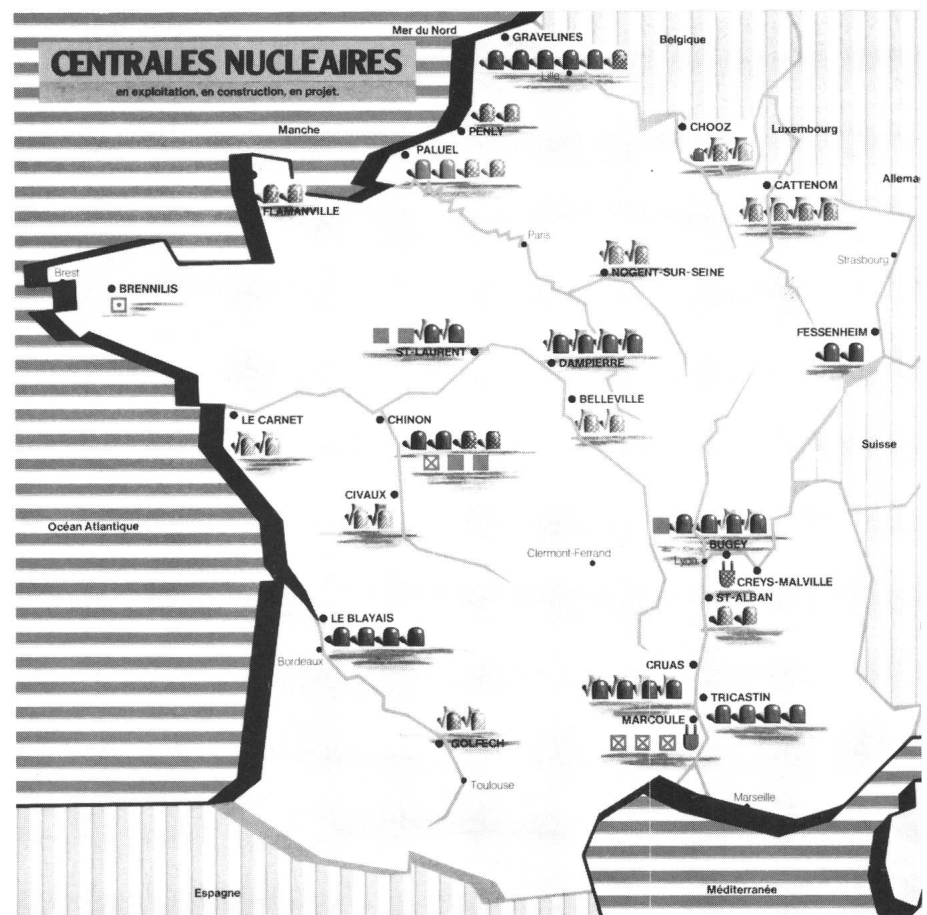 CENTRALES NUCLEAIRES
en exploitation, en construction, en projet.
Mer du Nord
GRAVELINES
Belgique
Lille
Manche
PENLY
CHOOZ
Luxembourg
PALUEL
CATTENOM
Allema
FLAMANVILLE
Paris
Strasbourg
NOGENT-SUR-SEINE
Brest
BRENNILIS
FESSENHEIM
ST-LAURENT
DAMPIERRE
BELLEVILLE
LE CARNET
CHINON
Suisse
CIVAUX
Océan Atlantique
BUGEY
Clermont-Ferrand
Lyon
CREYS-MALVILLE
ST-ALBAN
LE BLAYAIS
Bordeaux
CRUAS
TRICASTIN
MARCOULE
GOLFECH
Toulouse
Marseille
Espagne
Méditerranée